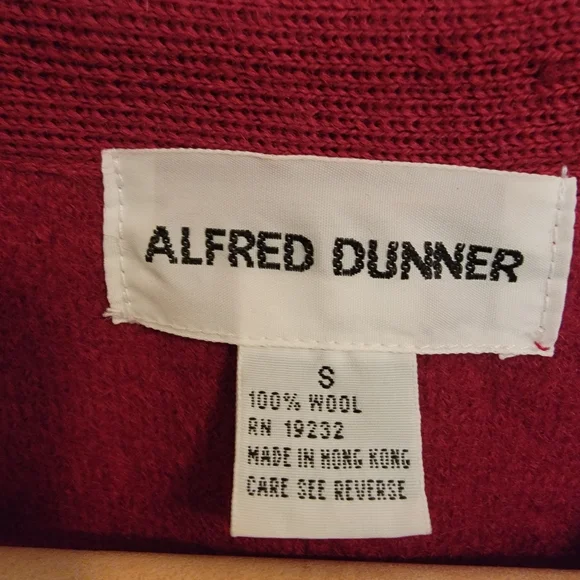 ALFRED DUNNER
S
100% WOOL
RN 19232
MADE IN HONG KONG
CARE SEE REVERSE